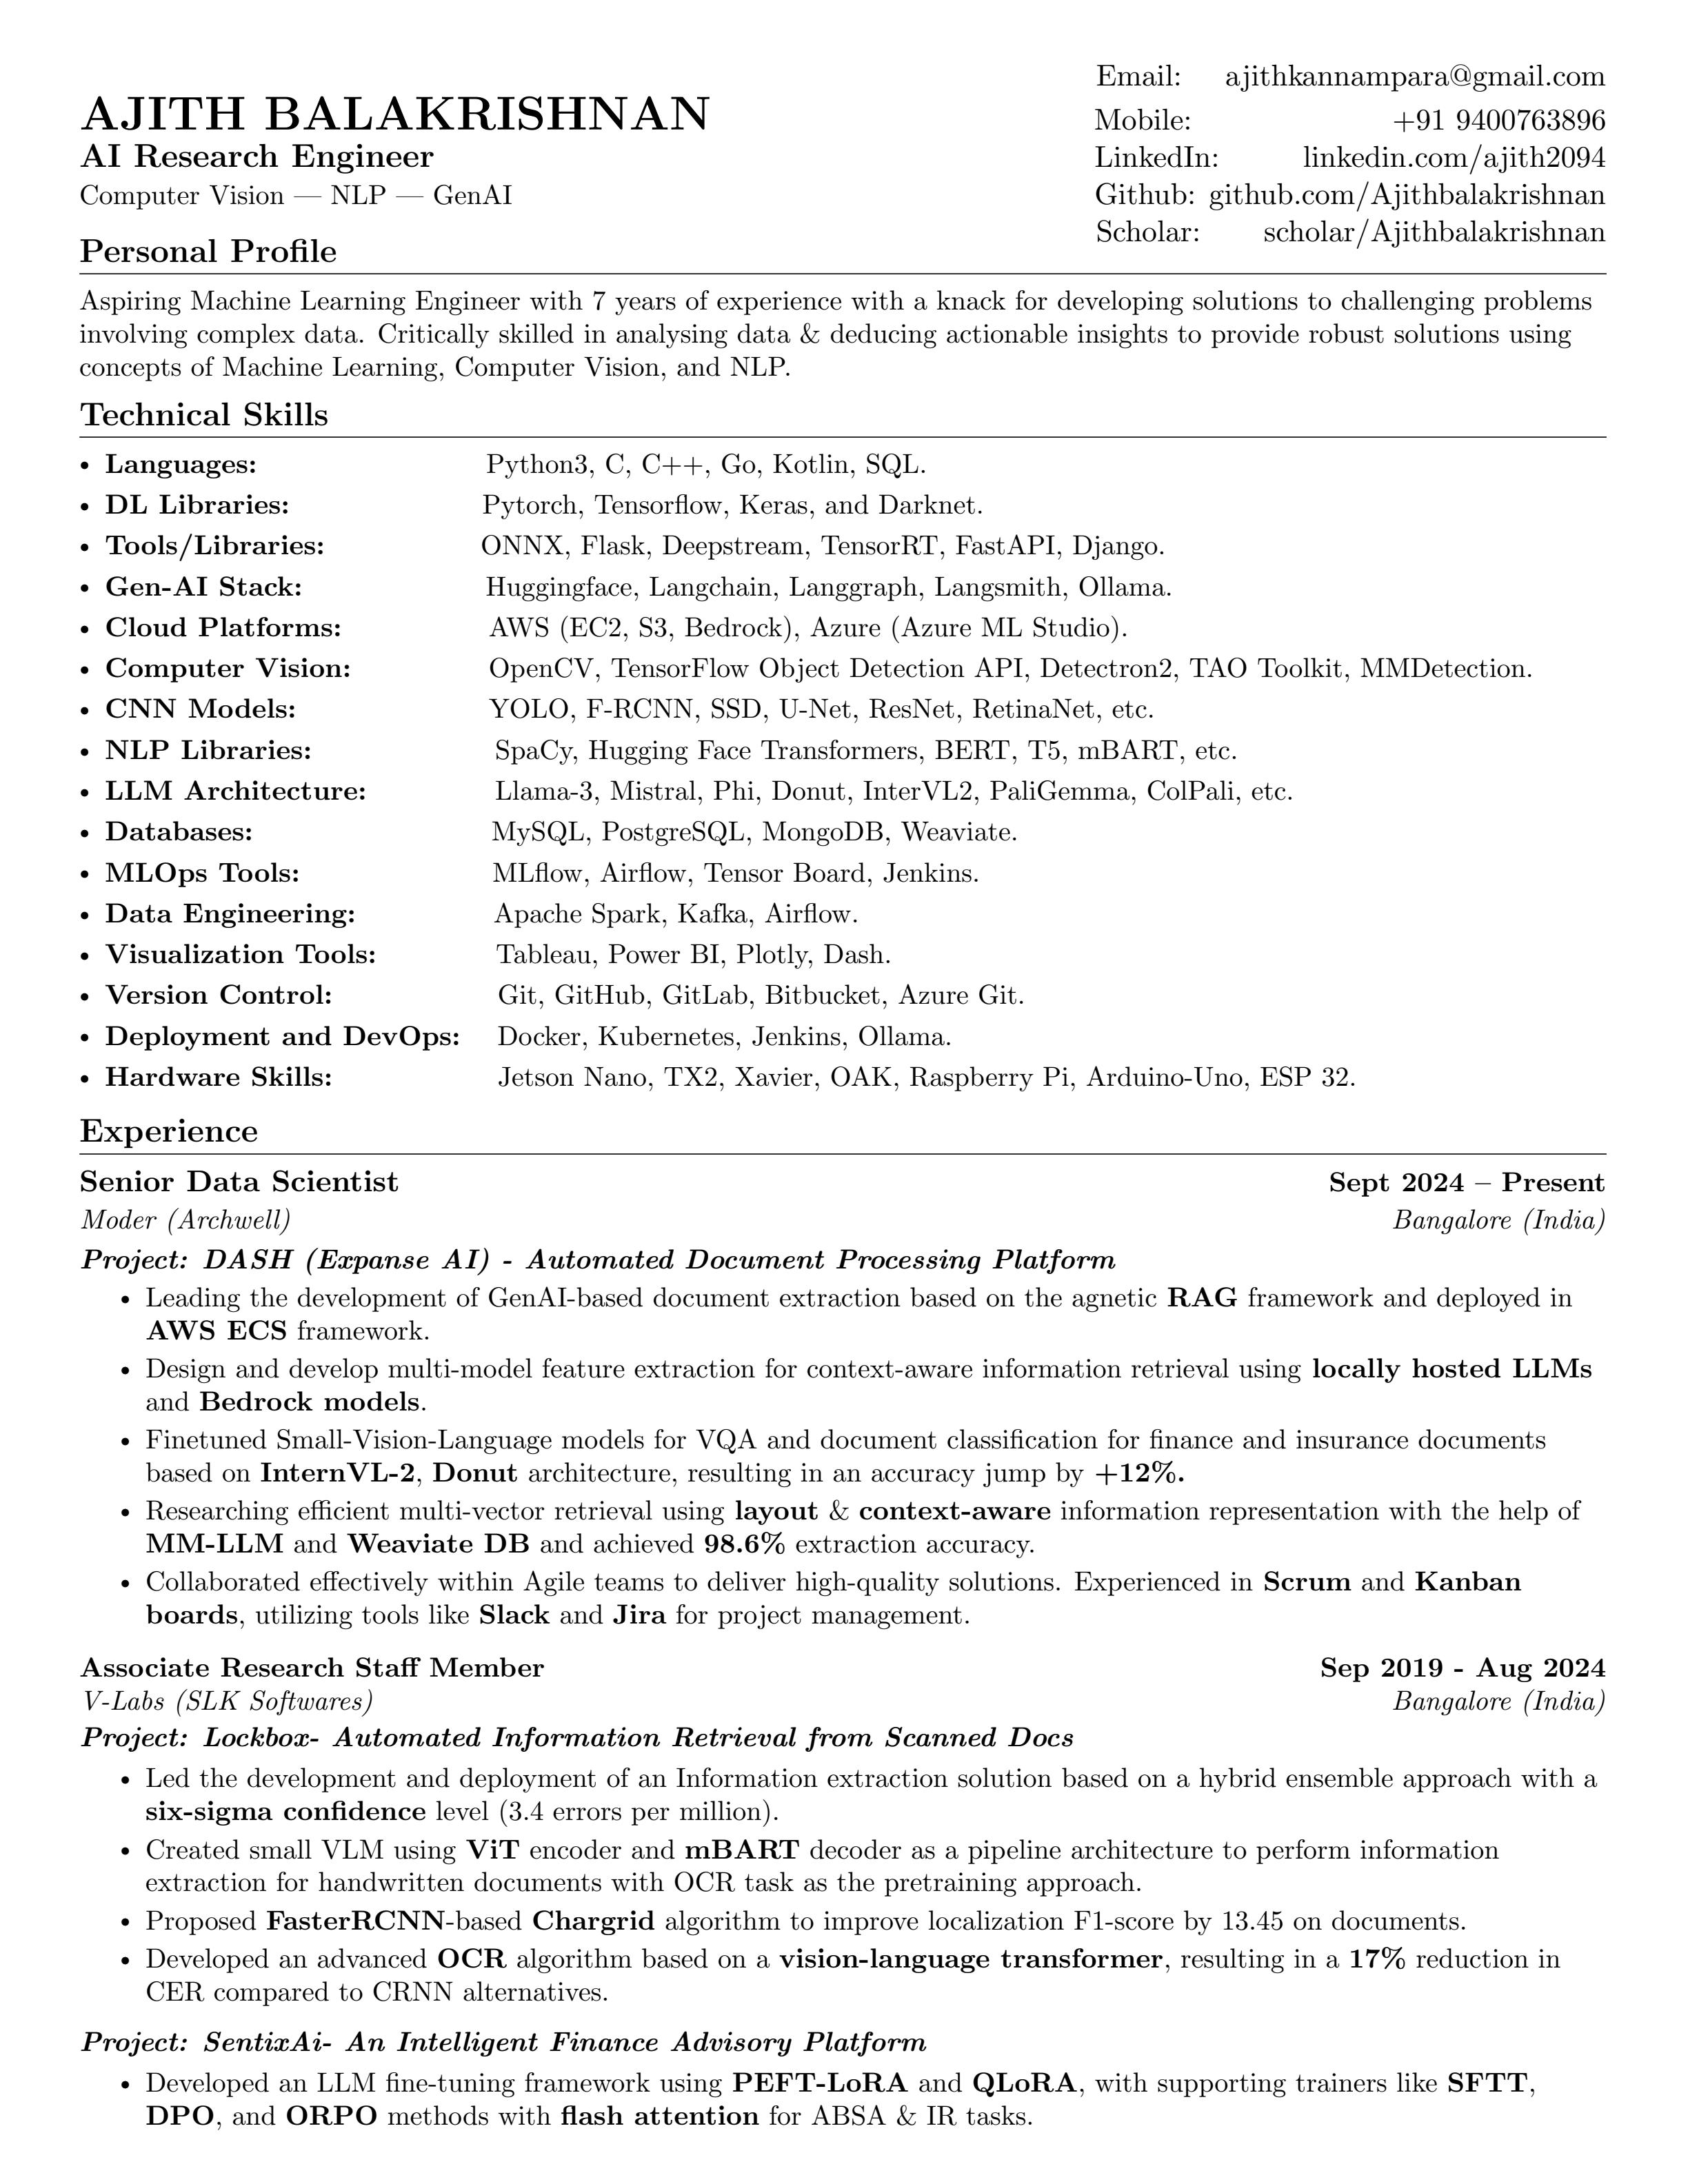 AJITH BALAKRISHNAN
AI Research Engineer
Computer Vision — NLP — GenAI
Email: ajithkannampara@gmail.com
Mobile: +91 9400763896
LinkedIn: linkedin.com/ajith2094
Github: github.com/Ajithbalakrishnan
Scholar: scholar/Ajithbalakrishnan
Personal Profile
Aspiring Machine Learning Engineer with 7 years of experience with a knack for developing solutions to challenging problems
involving complex data. Critically skilled in analysing data & deducing actionable insights to provide robust solutions using
concepts of Machine Learning, Computer Vision, and NLP.
Technical Skills
• Languages: Python3, C, C++, Go, Kotlin, SQL.
• DL Libraries: Pytorch, Tensorflow, Keras, and Darknet.
• Tools/Libraries: ONNX, Flask, Deepstream, TensorRT, FastAPI, Django.
• Gen-AI Stack: Huggingface, Langchain, Langgraph, Langsmith, Ollama.
• Cloud Platforms: AWS (EC2, S3, Bedrock), Azure (Azure ML Studio).
• Computer Vision: OpenCV, TensorFlow Object Detection API, Detectron2, TAO Toolkit, MMDetection.
• CNN Models: YOLO, F-RCNN, SSD, U-Net, ResNet, RetinaNet, etc.
• NLP Libraries: SpaCy, Hugging Face Transformers, BERT, T5, mBART, etc.
• LLM Architecture: Llama-3, Mistral, Phi, Donut, InterVL2, PaliGemma, ColPali, etc.
• Databases: MySQL, PostgreSQL, MongoDB, Weaviate.
• MLOps Tools: MLflow, Airflow, Tensor Board, Jenkins.
• Data Engineering: Apache Spark, Kafka, Airflow.
• Visualization Tools: Tableau, Power BI, Plotly, Dash.
• Version Control: Git, GitHub, GitLab, Bitbucket, Azure Git.
• Deployment and DevOps: Docker, Kubernetes, Jenkins, Ollama.
• Hardware Skills: Jetson Nano, TX2, Xavier, OAK, Raspberry Pi, Arduino-Uno, ESP 32.
Experience
Senior Data Scientist Sept 2024 – Present
Moder (Archwell) Bangalore (India)
Project: DASH (Expanse AI) - Automated Document Processing Platform
• Leading the development of GenAI-based document extraction based on the agnetic RAG framework and deployed in
AWS ECS framework.
• Design and develop multi-model feature extraction for context-aware information retrieval using locally hosted LLMs
and Bedrock models.
• Finetuned Small-Vision-Language models for VQA and document classification for finance and insurance documents
based on InternVL-2, Donut architecture, resulting in an accuracy jump by +12%.
• Researching efficient multi-vector retrieval using layout & context-aware information representation with the help of
MM-LLM and Weaviate DB and achieved 98.6% extraction accuracy.
• Collaborated effectively within Agile teams to deliver high-quality solutions. Experienced in Scrum and Kanban
boards, utilizing tools like Slack and Jira for project management.
Associate Research Staff Member Sep 2019 - Aug 2024
V-Labs (SLK Softwares) Bangalore (India)
Project: Lockbox- Automated Information Retrieval from Scanned Docs
• Led the development and deployment of an Information extraction solution based on a hybrid ensemble approach with a
six-sigma confidence level (3.4 errors per million).
• Created small VLM using ViT encoder and mBART decoder as a pipeline architecture to perform information
extraction for handwritten documents with OCR task as the pretraining approach.
• Proposed FasterRCNN-based Chargrid algorithm to improve localization F1-score by 13.45 on documents.
• Developed an advanced OCR algorithm based on a vision-language transformer, resulting in a 17% reduction in
CER compared to CRNN alternatives.
Project: SentixAi- An Intelligent Finance Advisory Platform
• Developed an LLM fine-tuning framework using PEFT-LoRA and QLoRA, with supporting trainers like SFTT,
DPO, and ORPO methods with flash attention for ABSA & IR tasks.